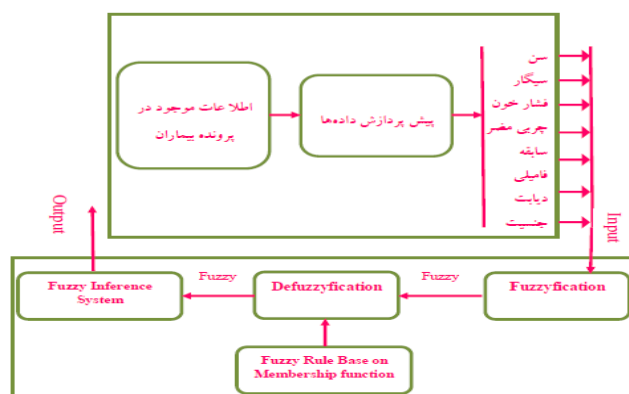 اطلاعات موجود در
پرونده بیماران
پیش پردازش داده‌ها
سن
سیگار
فشار خون
چربی مضر
سابقه
فامیلی
دیابت
جنسیت
Input
Output
Fuzzyfication
Fuzzy
Defuzzyfication
Fuzzy
Fuzzy Inference
System
Fuzzy Rule Base on
Membership function